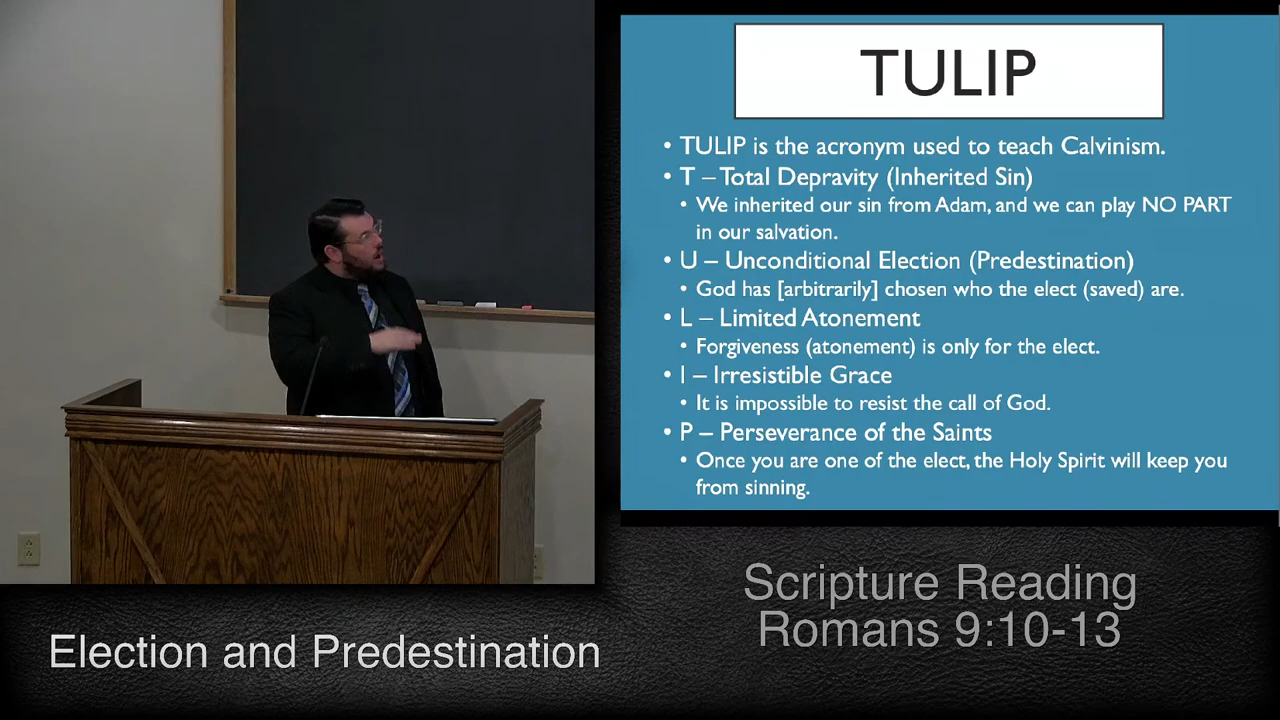 TULIP
• TULIP is the acronym used to teach Calvinism.
• T – Total Depravity (Inherited Sin)
• We inherited our sin from Adam, and we can play NO PART
in our salvation.
• U – Unconditional Election (Predestination)
• God has [arbitrarily] chosen who the elect (saved) are.
• L – Limited Atonement
• Forgiveness (atonement) is only for the elect.
• I – Irresistible Grace
• It is impossible to resist the call of God.
• P – Perseverance of the Saints
• Once you are one of the elect, the Holy Spirit will keep you
from sinning.
Scripture Reading
Romans 9:10-13
Election and Predestination